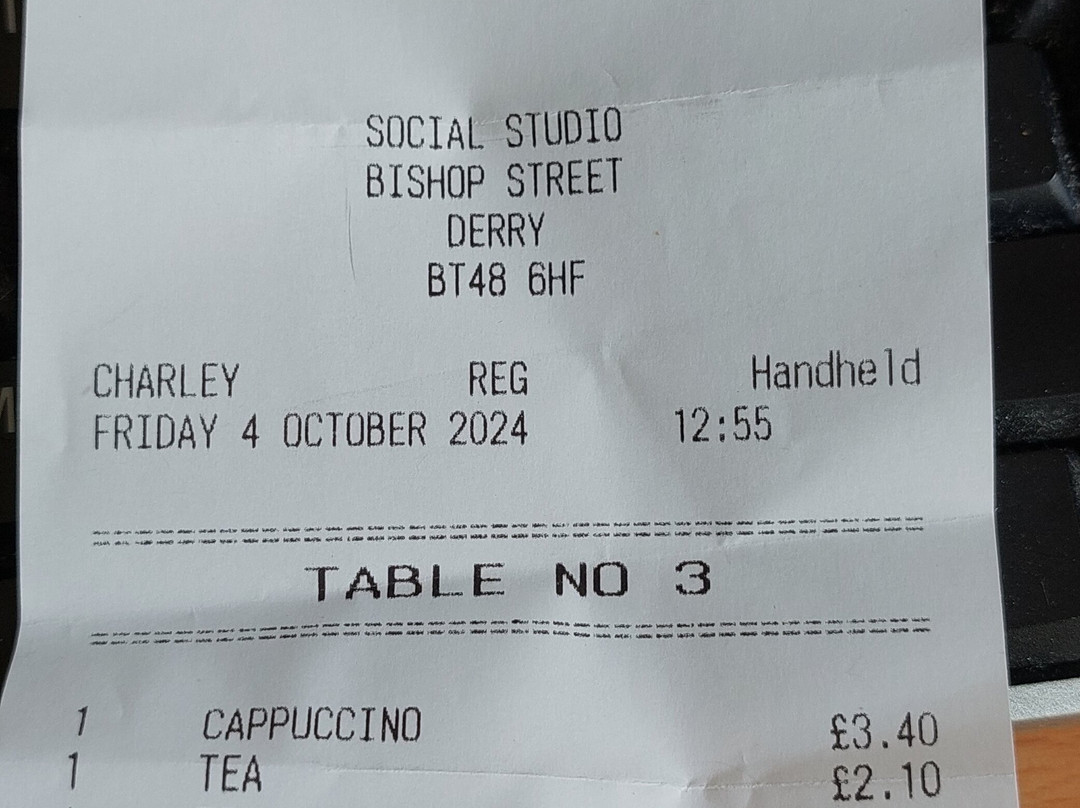 SOCIAL STUDIO
BISHOP STREET
DERRY
BT48 6HF
CHARLEY REG Handheld
FRIDAY 4 OCTOBER 2024 12:55
TABLE NO 3
1 CAPPUCCINO £3.40
1 TEA £2.10